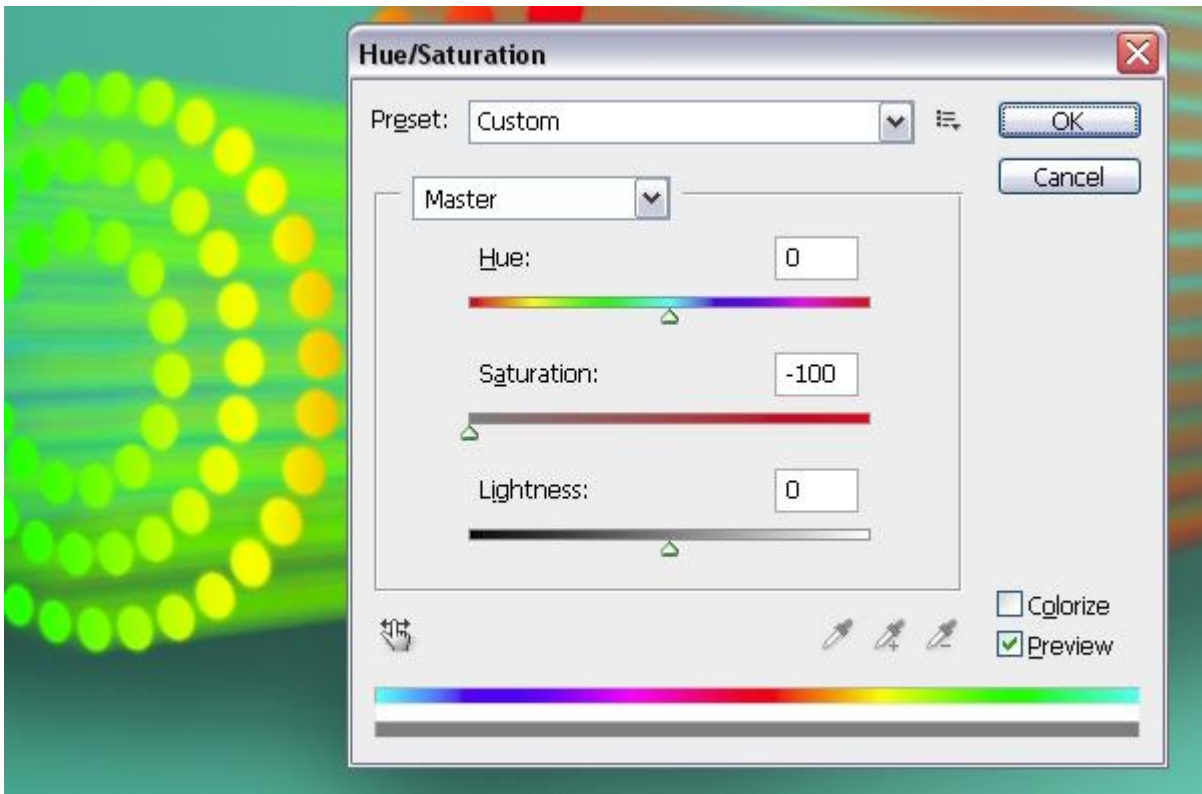 Hue/Saturation
Preset: Custom
OK
Cancel
Master
Hue: 0
Saturation: -100
Lightness: 0
Colorize
Preview